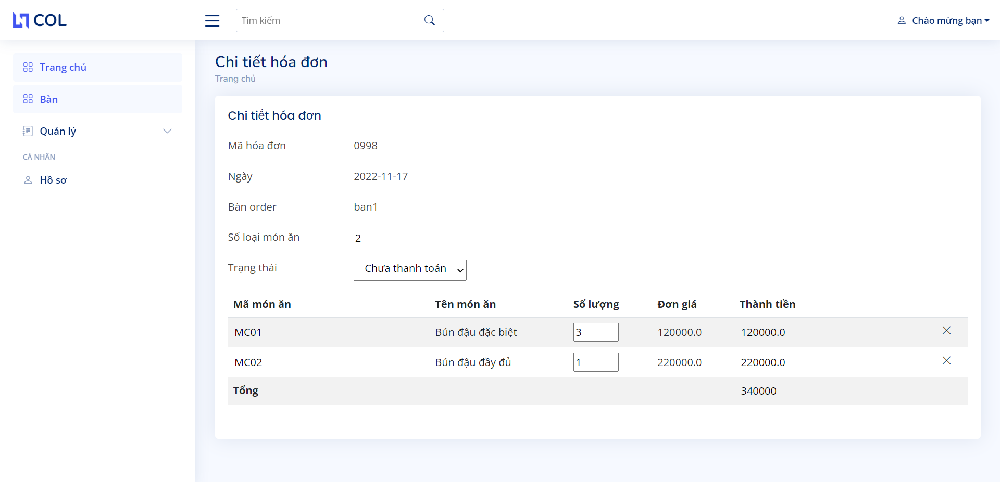 COL
Tìm kiếm
Chào mừng bạn
Trang chủ
Bàn
Quản lý
CÁ NHÂN
Hồ sơ
Chi tiết hóa đơn
Trang chủ
Chi tiết hóa đơn
Mã hóa đơn 0998
Ngày 2022-11-17
Bàn order ban1
Số loại món ăn 2
Trạng thái Chưa thanh toán
Mã món ăn Tên món ăn Số lượng Đơn giá Thành tiền
MC01 Bún đậu đặc biệt 3 120000.0 120000.0
MC02 Bún đậu đầy đủ 1 220000.0 220000.0
Tổng 340000